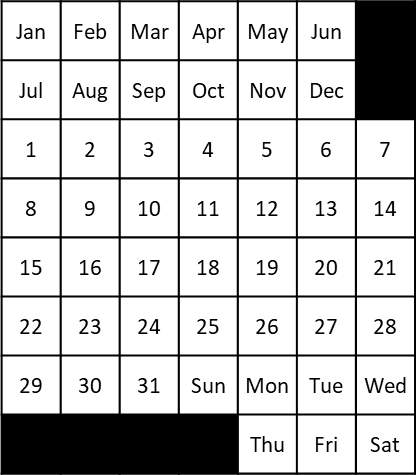 Jan Feb Mar Apr May Jun
Jul Aug Sep Oct Nov Dec
1 2 3 4 5 6 7
8 9 10 11 12 13 14
15 16 17 18 19 20 21
22 23 24 25 26 27 28
29 30 31 Sun Mon Tue Wed
Thu Fri Sat